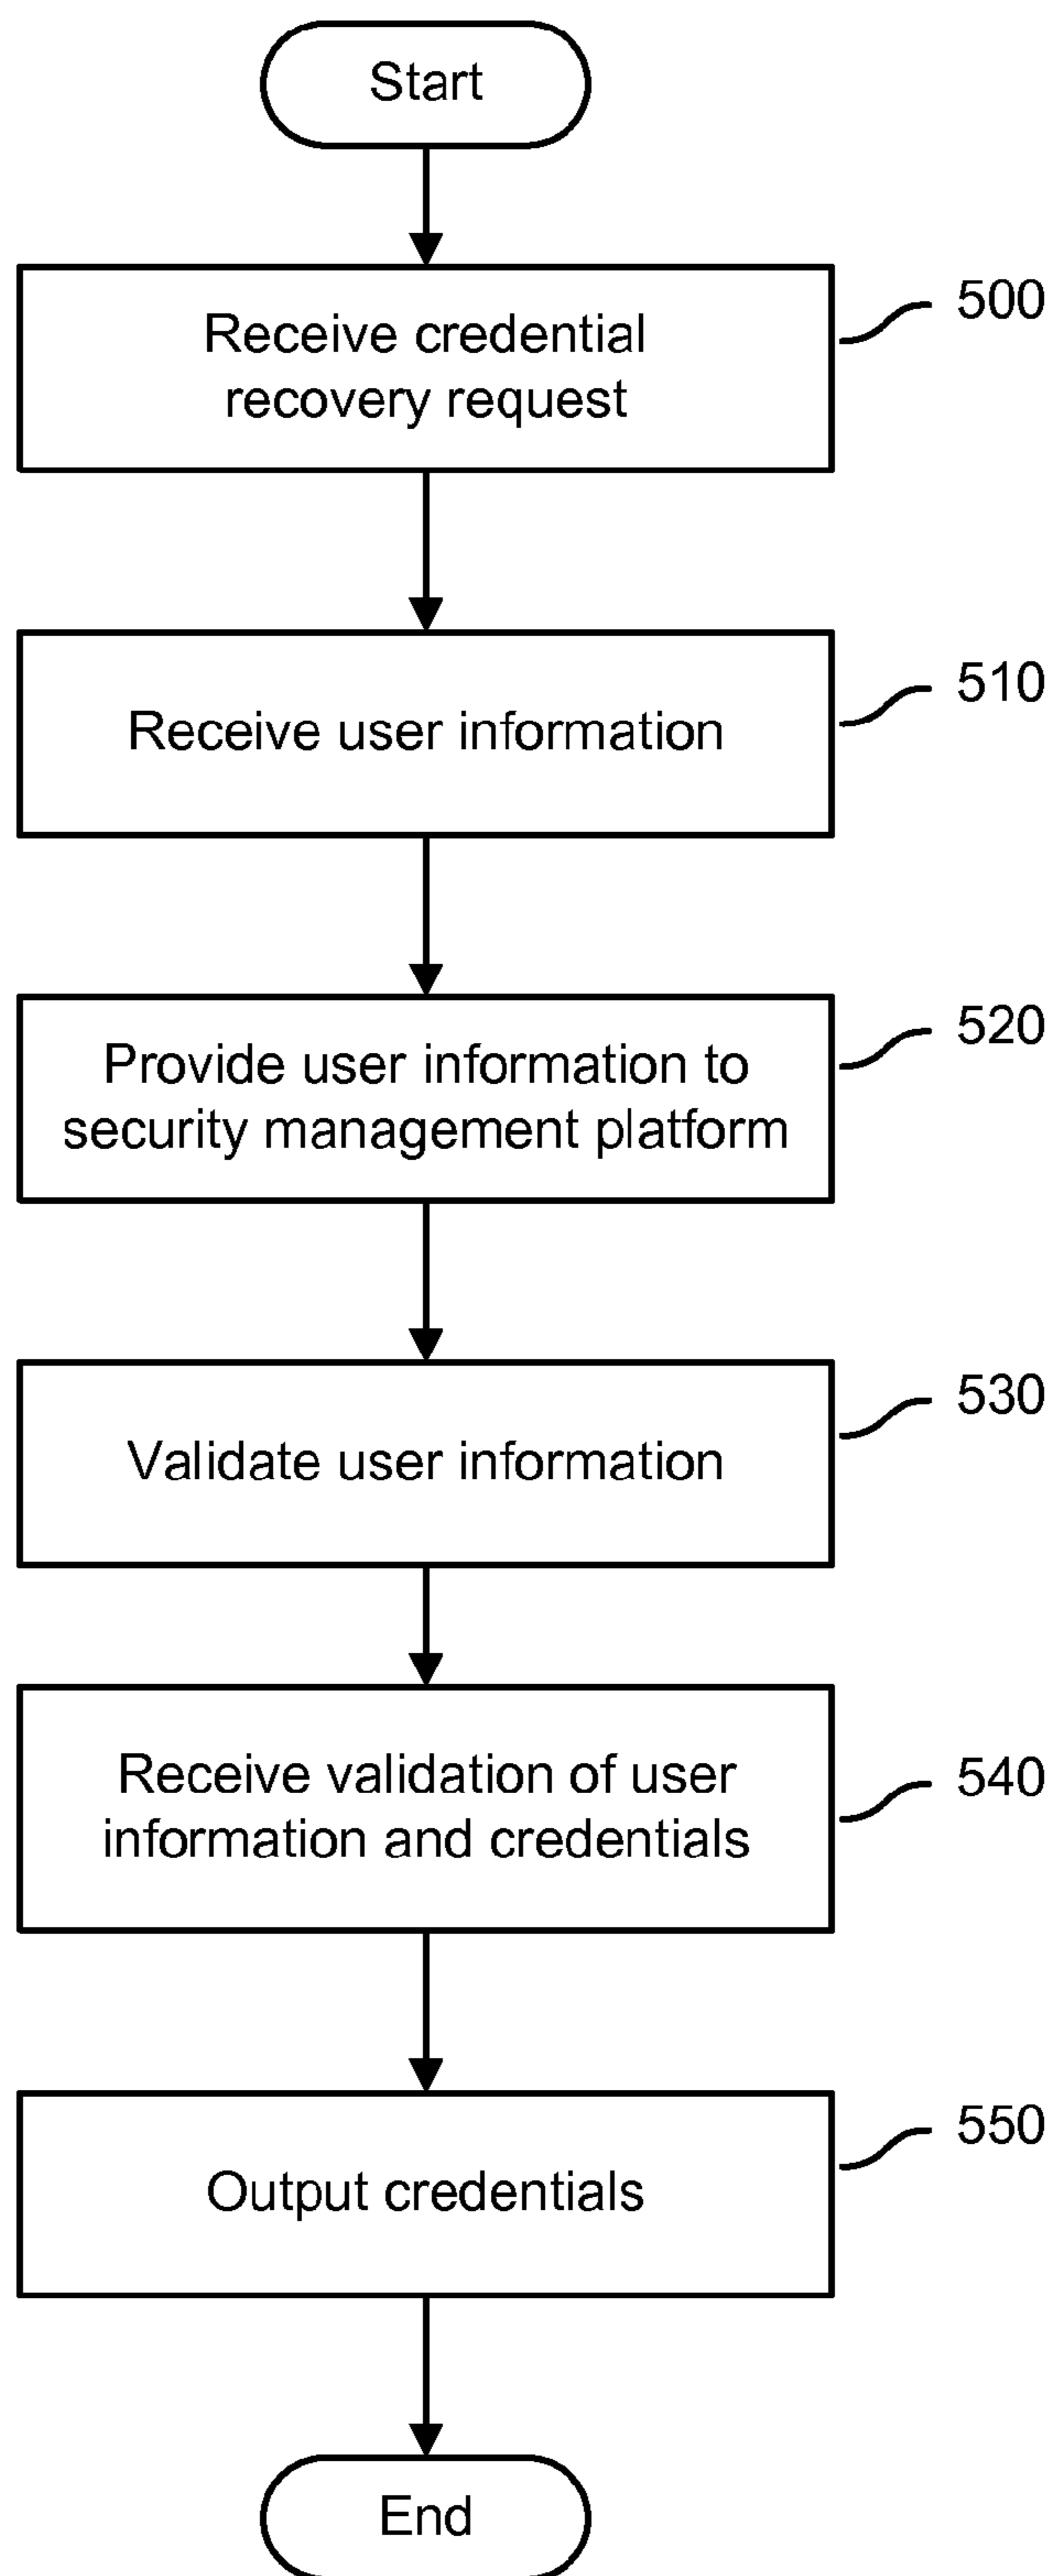 Start
Receive credential
recovery request
500
Receive user information
510
Provide user information to
security management platform
520
Validate user information
530
Receive validation of user
information and credentials
540
Output credentials
550
End